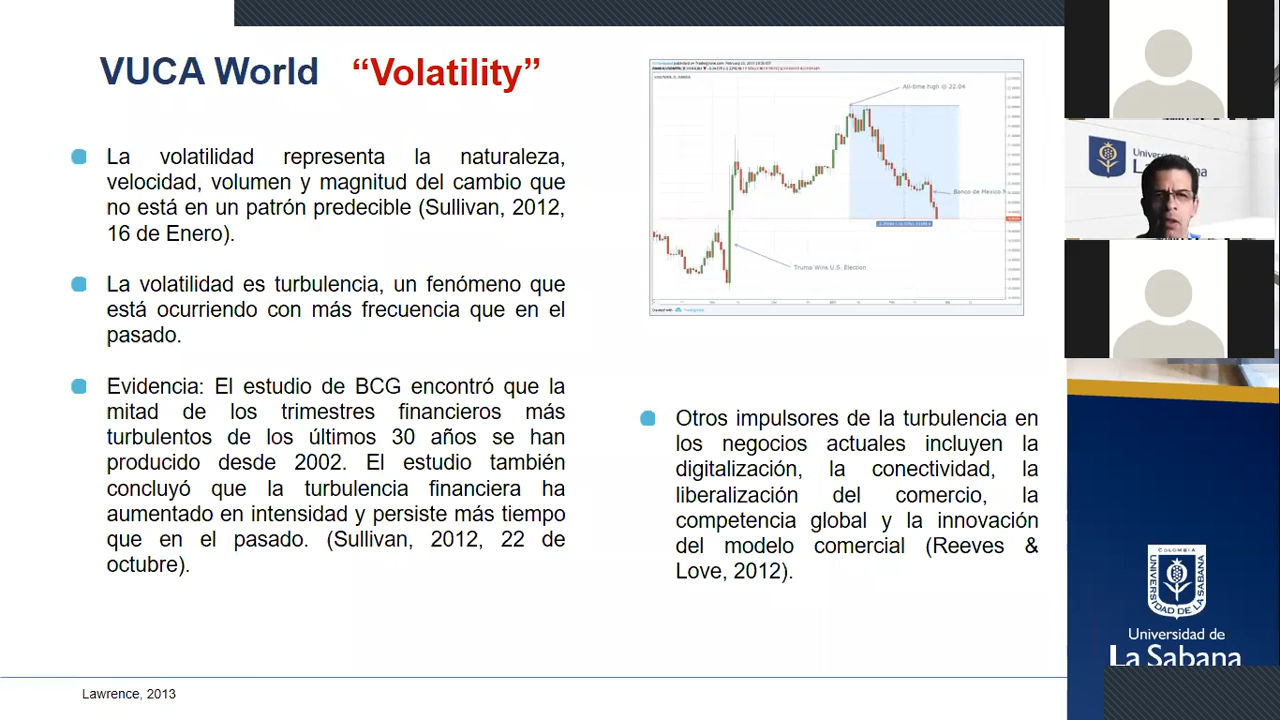 VUCA World “Volatility”
La volatilidad representa la naturaleza,
velocidad, volumen y magnitud del cambio que
no está en un patrón predecible (Sullivan, 2012,
16 de Enero).
La volatilidad es turbulencia, un fenómeno que
está ocurriendo con más frecuencia que en el
pasado.
Evidencia: El estudio de BCG encontró que la
mitad de los trimestres financieros más
turbulentos de los últimos 30 años se han
producido desde 2002. El estudio también
concluyó que la turbulencia financiera ha
aumentado en intensidad y persiste más tiempo
que en el pasado. (Sullivan, 2012, 22 de
octubre).
All-time high @ 22.04
Banco de Mexico
Trump Wins U.S. Election
Created with
Otros impulsores de la turbulencia en
los negocios actuales incluyen la
digitalización, la conectividad, la
liberalización del comercio, la
competencia global y la innovación
del modelo comercial (Reeves &
Love, 2012).
Lawrence, 2013
COLOMBIA
UNIVERSIDAD DE LA SABANA
Universidad de
La Sabana